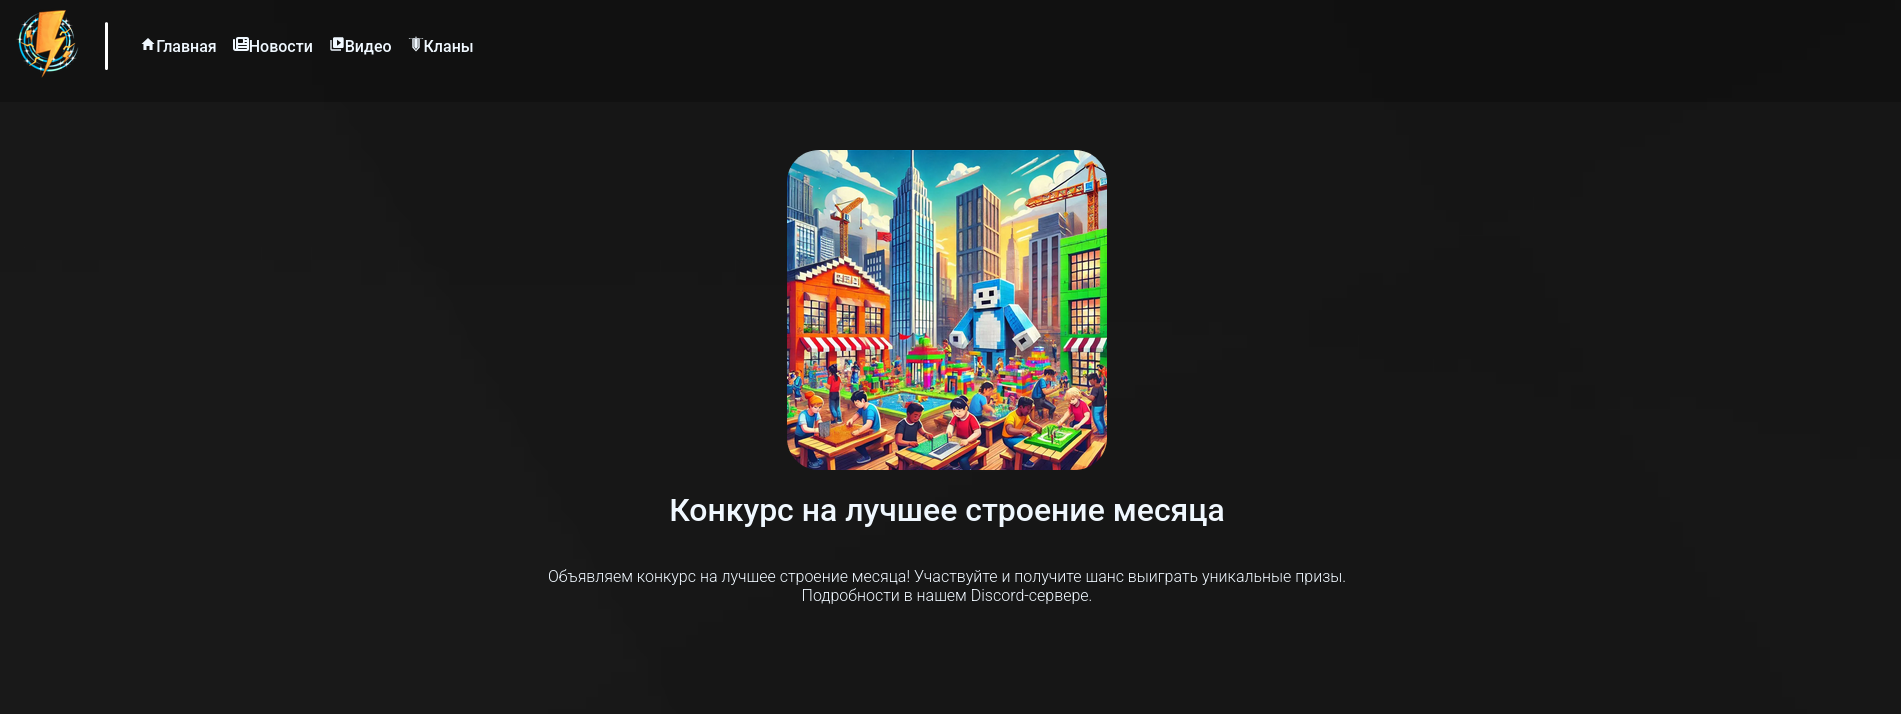 Главная Новости Видео Кланы
Конкурс на лучшее строение месяца
Объявляем конкурс на лучшее строение месяца! Участвуйте и получите шанс выиграть уникальные призы.
Подробности в нашем Discord-сервере.